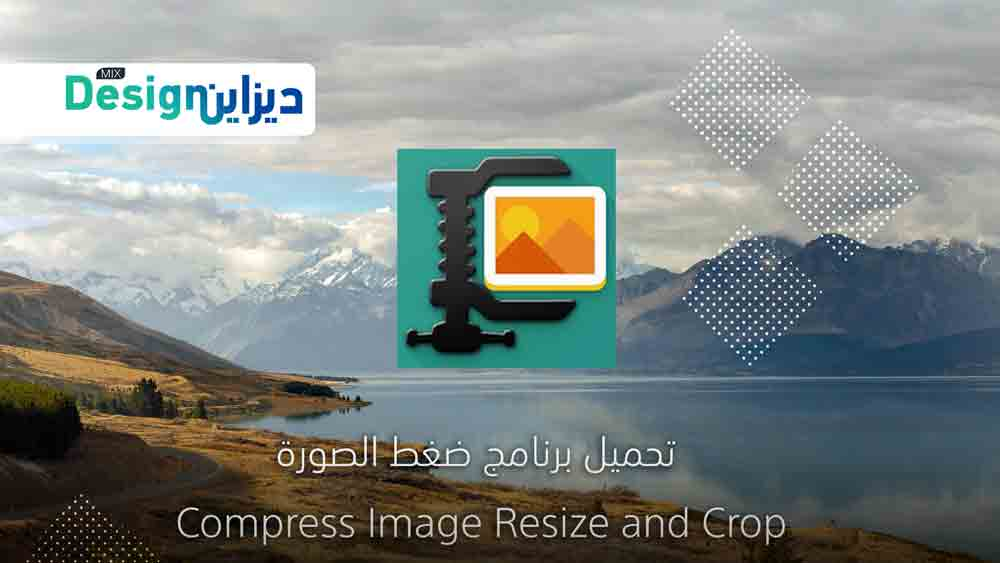 MIX
Design ديزاين
تحميل برنامج ضغط الصورة
Compress Image Resize and Crop